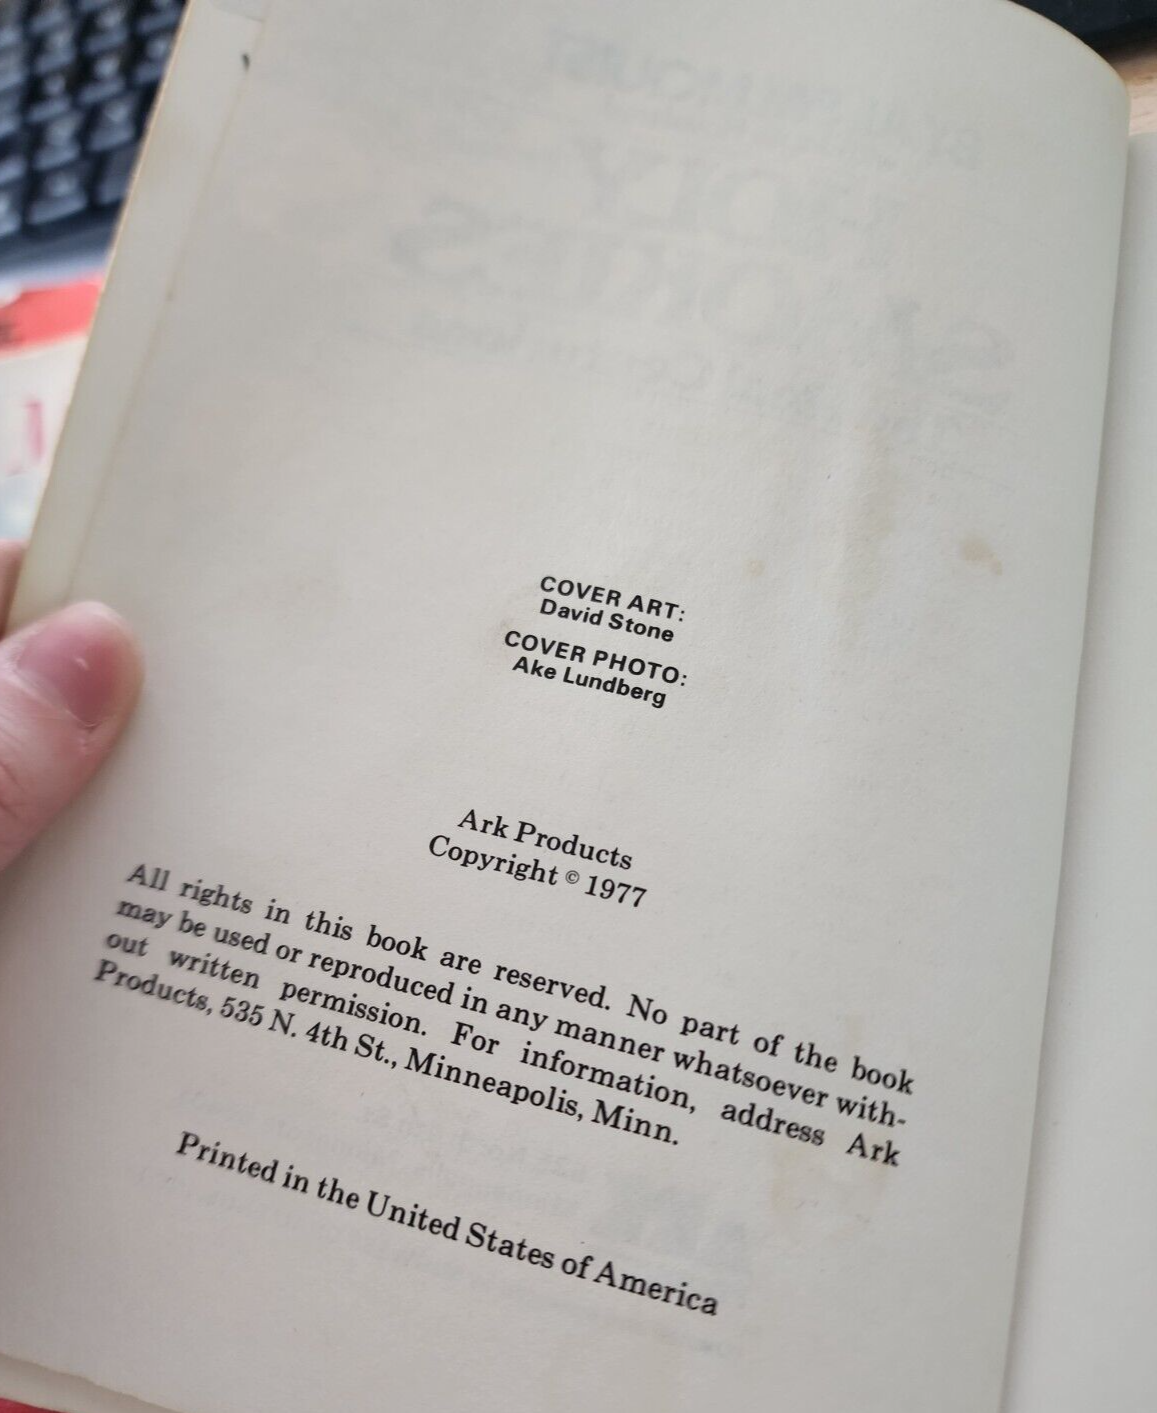 COVER ART:
David Stone
COVER PHOTO:
Ake Lundberg
Ark Products
Copyright © 1977
All rights in this book are reserved. No part of the book
may be used or reproduced in any manner whatsoever with-
out written permission. For information, address Ark
Products, 535 N. 4th St., Minneapolis, Minn.
Printed in the United States of America